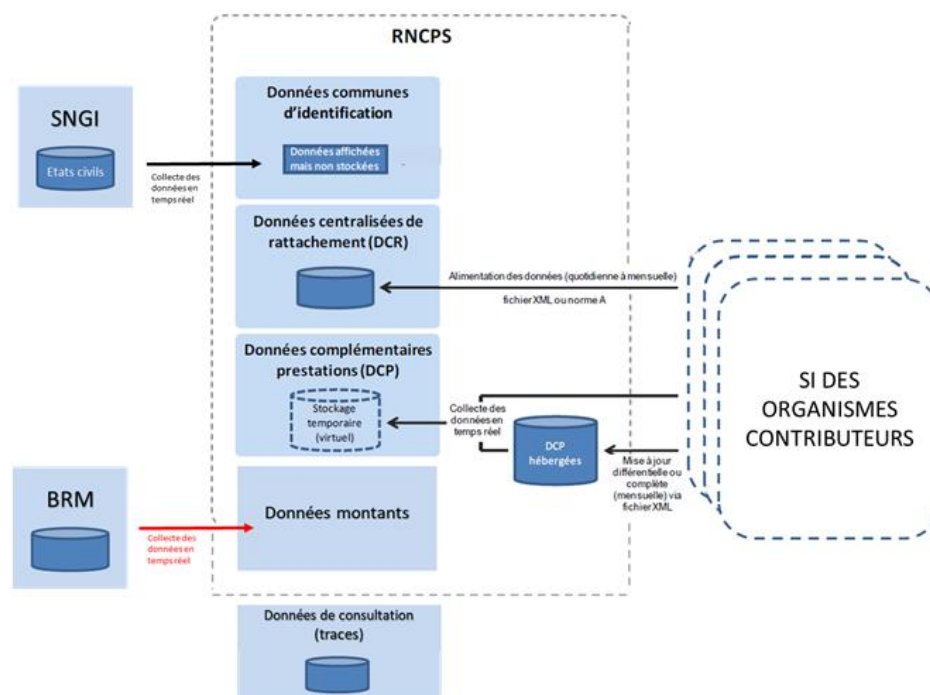 RNCPS
SNGI
Etats civils
Collecte des
données en
temps réel
Données communes
d'identification
Données affichées
mais non stockées
Données centralisées de
rattachement (DCR)
Alimentation des données (quotidienne à mensuelle)
fichier XML ou norme A
Données complémentaires
prestations (DCP)
Stockage
temporaire
(virtuel)
Collecte des
données en
temps réel
DCP
hébergées
Mise à jour
différentielle ou
complète
(mensuelle) via
fichier XML
SI DES
ORGANISMES
CONTRIBUTEURS
BRM
Collecte des
données en
temps réel
Données montants
Données de consultation
(traces)